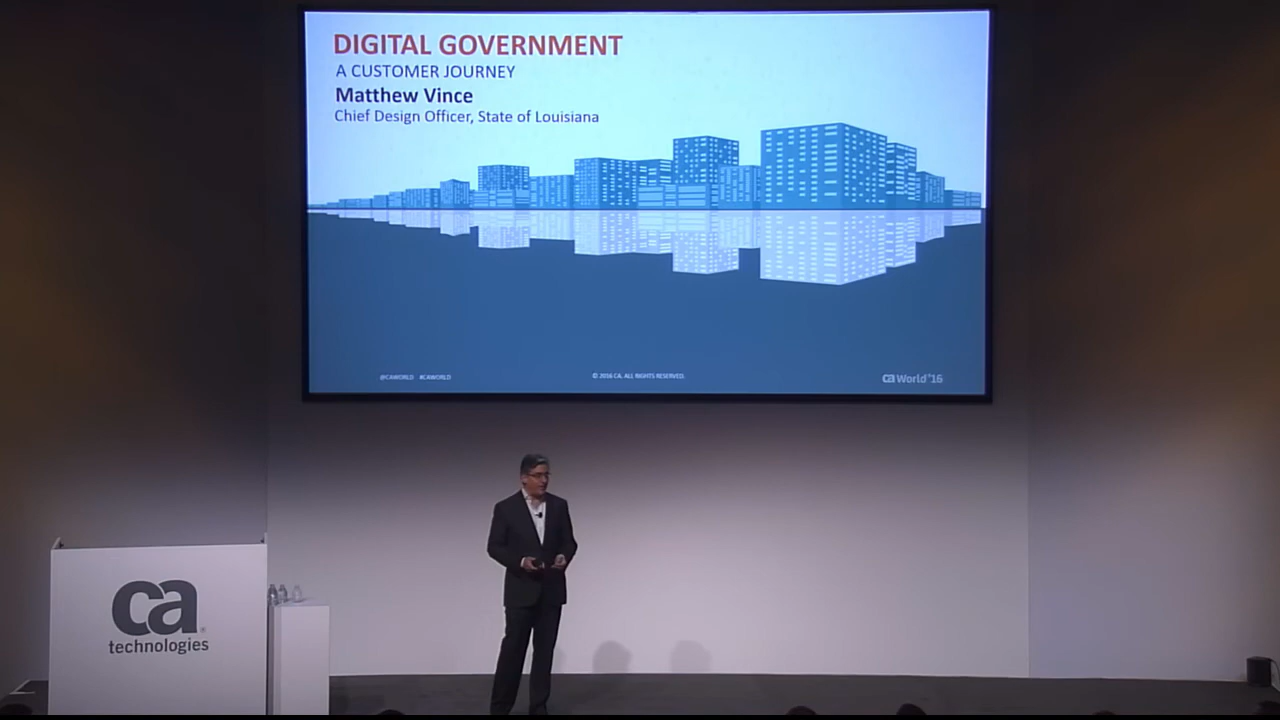 DIGITAL GOVERNMENT
A CUSTOMER JOURNEY
Matthew Vince
Chief Design Officer, State of Louisiana
@CAWORLD #CAWORLD
© 2016 CA. ALL RIGHTS RESERVED.
ca World '16
ca
technologies